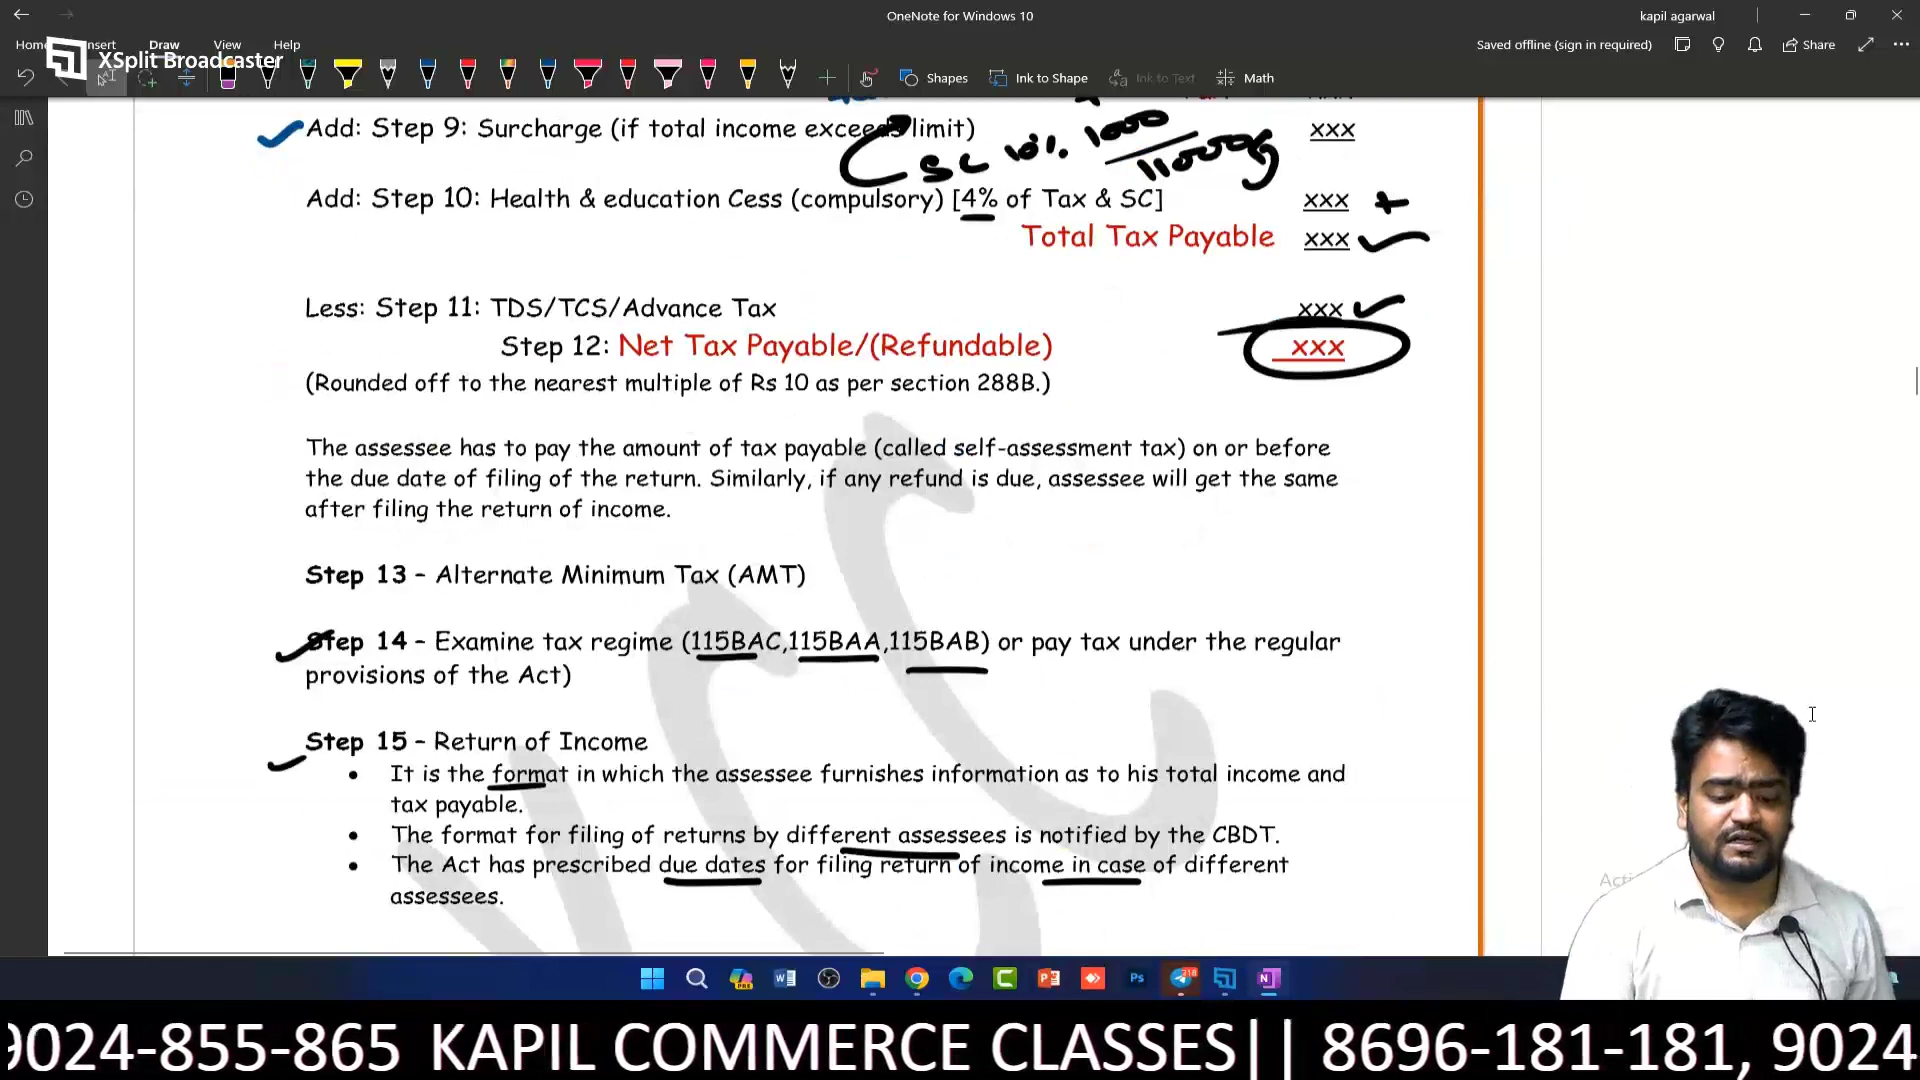 OneNote for Windows 10
kapil agarwal
Draw
View
Help
XSplit Broadcaster
Saved offline (sign in required)
Share
Shapes
Ink to Shape
Ink to Text
Math
Add: Step 9: Surcharge (if total income exceeds limit)
xxx
SC 10%
Add: Step 10: Health & education Cess (compulsory) [4% of Tax & SC]
xxx +
Total Tax Payable xxx
Less: Step 11: TDS/TCS/Advance Tax
xxx
Step 12: Net Tax Payable/(Refundable)
xxx
(Rounded off to the nearest multiple of Rs 10 as per section 288B.)
The assessee has to pay the amount of tax payable (called self-assessment tax) on or before
the due date of filing of the return. Similarly, if any refund is due, assessee will get the same
after filing the return of income.
Step 13 – Alternate Minimum Tax (AMT)
Step 14 – Examine tax regime (115BAC,115BAA,115BAB) or pay tax under the regular
provisions of the Act)
Step 15 – Return of Income
• It is the format in which the assessee furnishes information as to his total income and
tax payable.
• The format for filing of returns by different assessees is notified by the CBDT.
• The Act has prescribed due dates for filing return of income in case of different
assessees.
9024-855-865 KAPIL COMMERCE CLASSES|| 8696-181-181, 9024